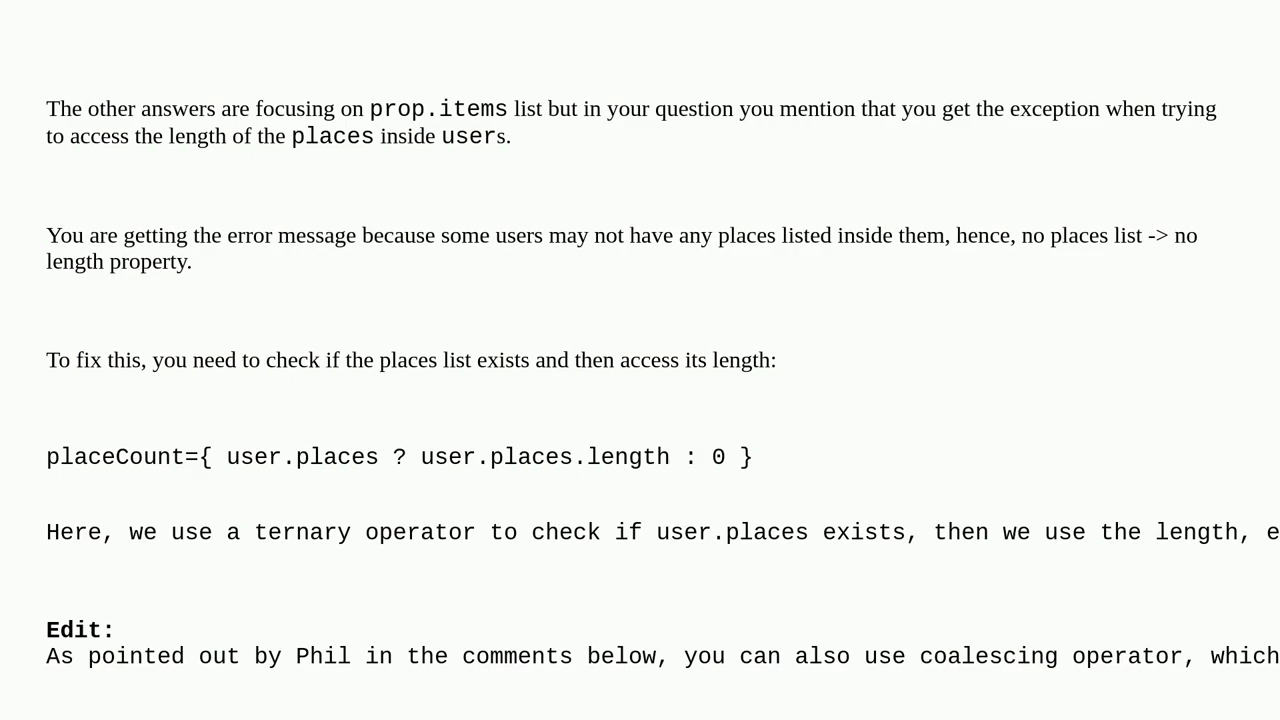 The other answers are focusing on prop.items list but in your question you mention that you get the exception when trying
to access the length of the places inside users.
You are getting the error message because some users may not have any places listed inside them, hence, no places list -> no
length property.
To fix this, you need to check if the places list exists and then access its length:
placeCount={ user.places ? user.places.length : 0 }
Here, we use a ternary operator to check if user.places exists, then we use the length,
Edit:
As pointed out by Phil in the comments below, you can also use coalescing operator, which